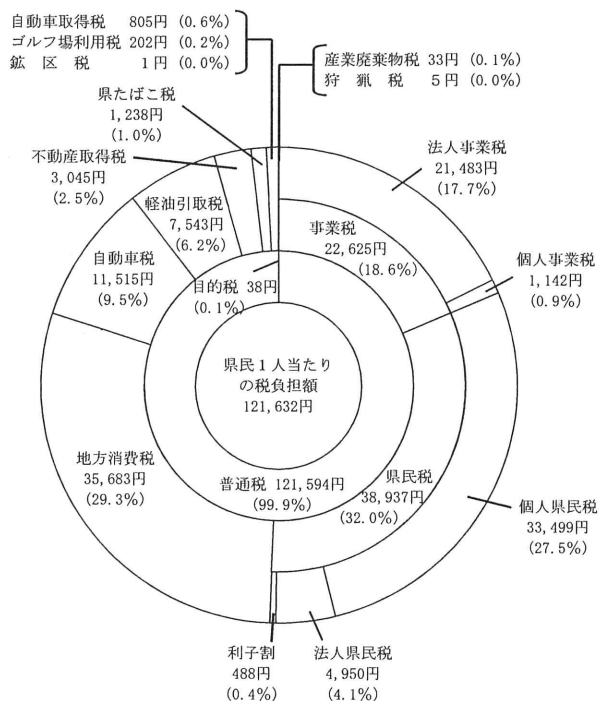 自動車取得税 805円 (0.6%)
ゴルフ場利用税 202円 (0.2%)
鉱区税 1円 (0.0%)
産業廃棄物税 33円 (0.1%)
狩猟税 5円 (0.0%)
県たばこ税
1,238円
(1.0%)
不動産取得税
3,045円
(2.5%)
軽油引取税
7,543円
(6.2%)
自動車税
11,515円
(9.5%)
法人事業税
21,483円
(17.7%)
事業税
22,625円
(18.6%)
個人事業税
1,142円
(0.9%)
目的税 38円
(0.1%)
県民1人当たり
の税負担額
121,632円
地方消費税
35,683円
(29.3%)
普通税 121,594円
(99.9%)
県民税
38,937円
(32.0%)
個人県民税
33,499円
(27.5%)
利子割
488円
(0.4%)
法人県民税
4,950円
(4.1%)